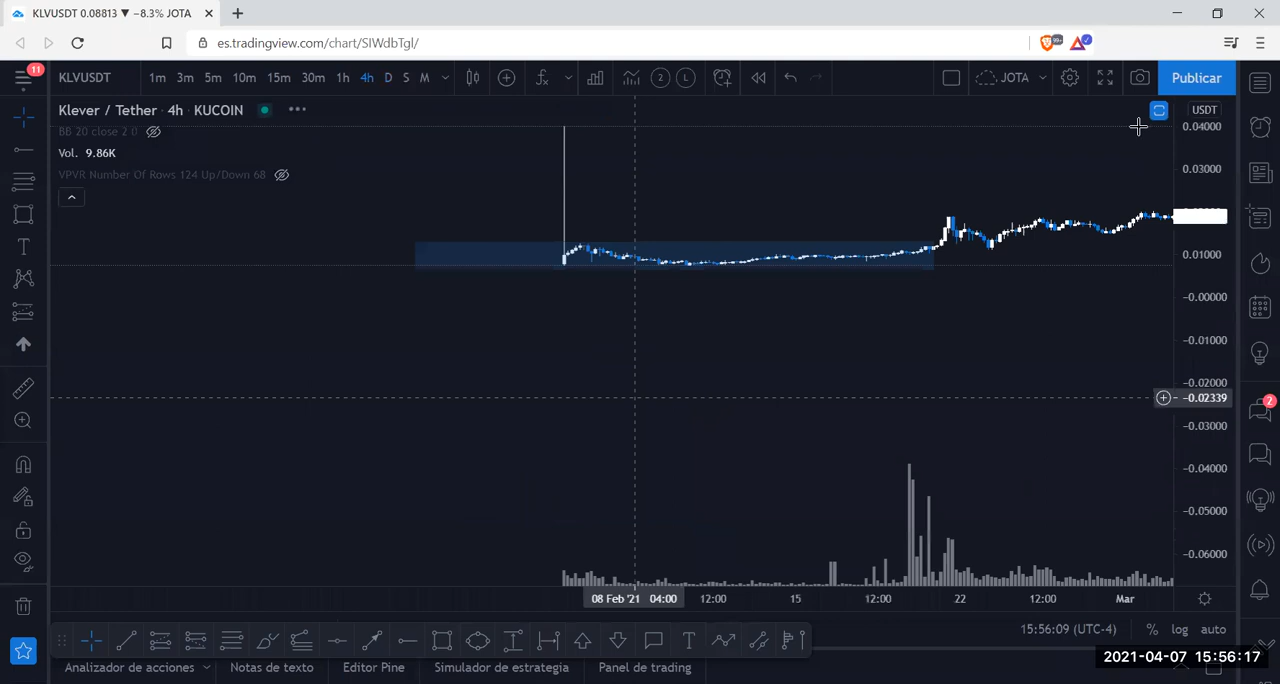 KLVUSDT 0.08813 ▼ −8.3% JOTA
es.tradingview.com/chart/SIWdbTgl/
99+
11
KLVUSDT 1m 3m 5m 10m 15m 30m 1h 4h D S M 2 L JOTA Publicar
Klever / Tether · 4h · KUCOIN
USDT
BB 20 close 2 0
Vol. 9.86K
VPVR Number Of Rows 124 Up/Down 68
0.04000
0.03000
0.01000
−0.00000
−0.01000
−0.02000
−0.02339
−0.03000
−0.04000
−0.05000
−0.06000
2
08 Feb '21 04:00 12:00 15 12:00 22 12:00 Mar
15:56:09 (UTC-4) % log auto
Analizador de acciones Notas de texto Editor Pine Simulador de estrategia Panel de trading
2021-04-07 15:56:17